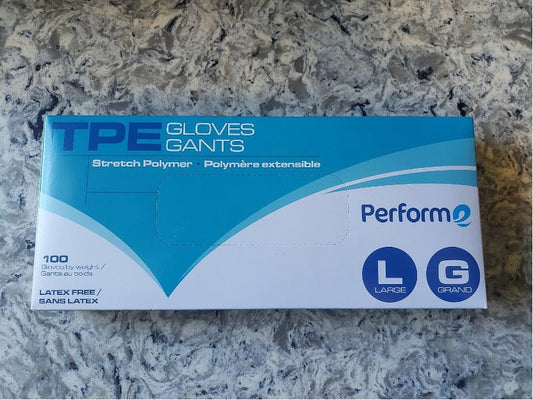 TPE GLOVES
GANTS
Stretch Polymer • Polymère extensible
Perform
100
Gloves by weight /
Gants au poids
L
LARGE
G
GRAND
LATEX FREE /
SANS LATEX